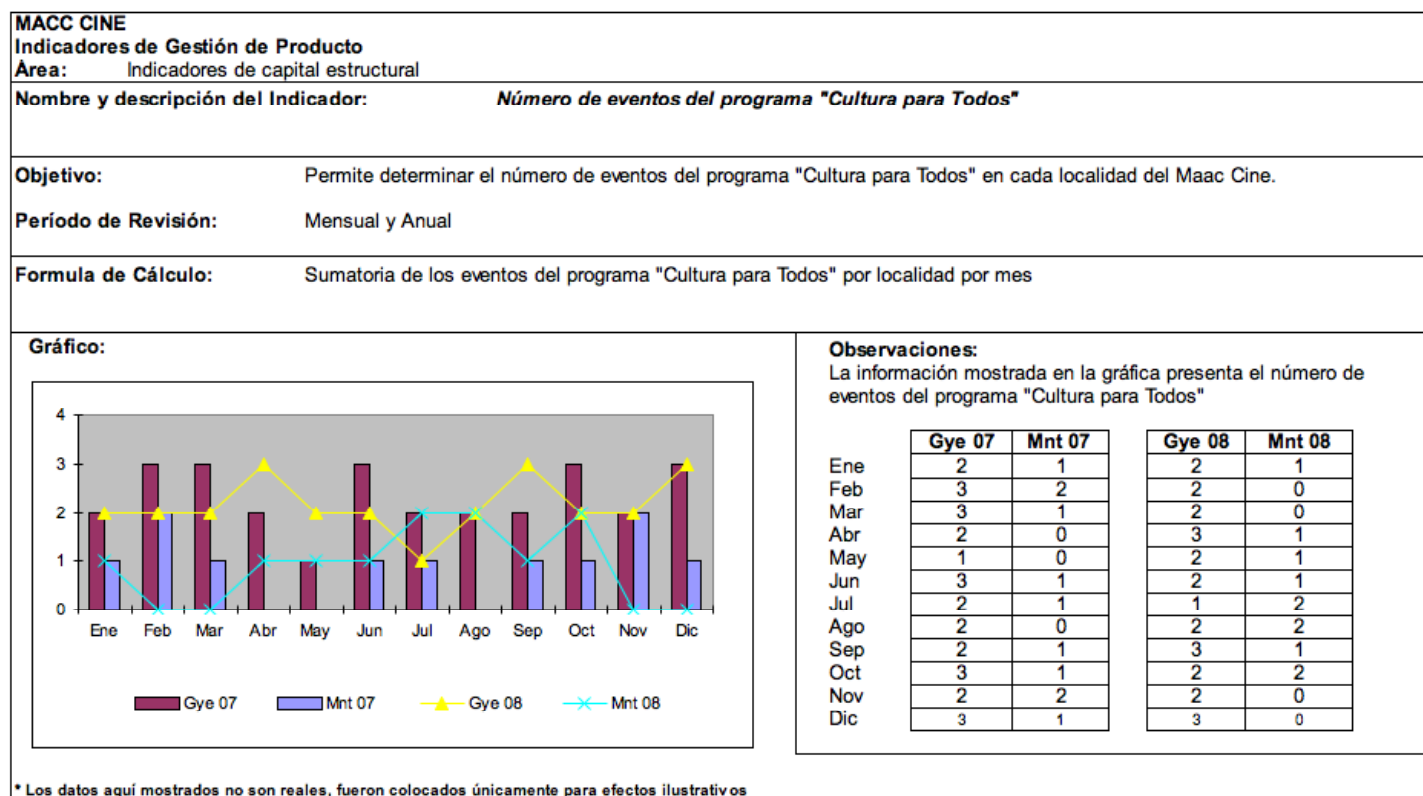 MACC CINE
Indicadores de Gestión de Producto
Área: Indicadores de capital estructural
Nombre y descripción del Indicador: Número de eventos del programa "Cultura para Todos"
Objetivo: Permite determinar el número de eventos del programa "Cultura para Todos" en cada localidad del Maac Cine.
Período de Revisión: Mensual y Anual
Formula de Cálculo: Sumatoria de los eventos del programa "Cultura para Todos" por localidad por mes
Gráfico:
4
3
2
1
0
Ene Feb Mar Abr May Jun Jul Ago Sep Oct Nov Dic
Gye 07 Mnt 07 Gye 08 Mnt 08
Observaciones:
La información mostrada en la gráfica presenta el número de
eventos del programa "Cultura para Todos"
Gye 07 Mnt 07 Gye 08 Mnt 08
Ene 2 1 2 1
Feb 3 2 2 0
Mar 3 1 2 0
Abr 2 0 3 1
May 1 0 2 1
Jun 3 1 2 1
Jul 2 1 1 2
Ago 2 0 2 2
Sep 2 1 3 1
Oct 3 1 2 2
Nov 2 2 2 0
Dic 3 1 3 0
* Los datos aquí mostrados no son reales, fueron colocados únicamente para efectos ilustrativos